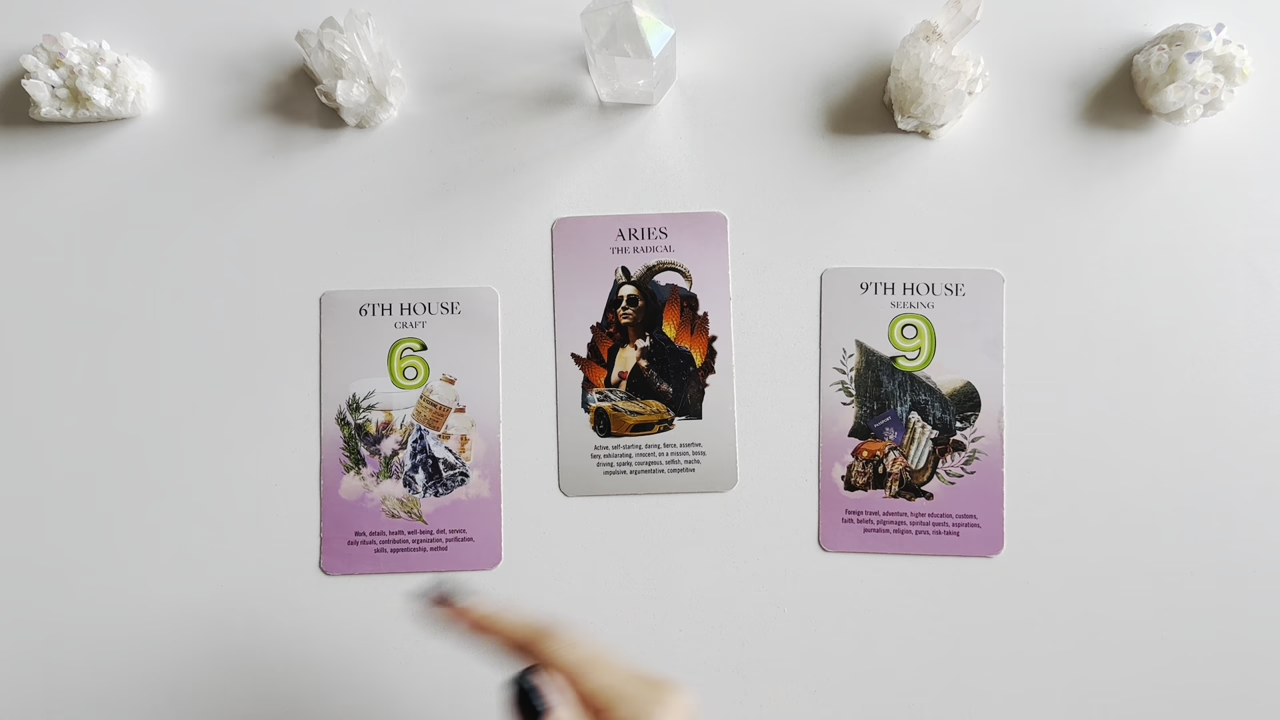 6TH HOUSE
CRAFT
6
Work, details, health, well-being, diet, service,
daily rituals, contribution, organization, purification,
skills, apprenticeship, method
ARIES
THE RADICAL
Active, self-starting, daring, fierce, assertive,
fiery, exhilarating, innocent, on a mission, bossy,
driving, sparky, courageous, selfish, macho,
impulsive, argumentative, competitive
9TH HOUSE
SEEKING
9
PASSPORT
Foreign travel, adventure, higher education, customs,
faith, beliefs, pilgrimages, spiritual quests, aspirations,
journalism, religion, gurus, risk-taking